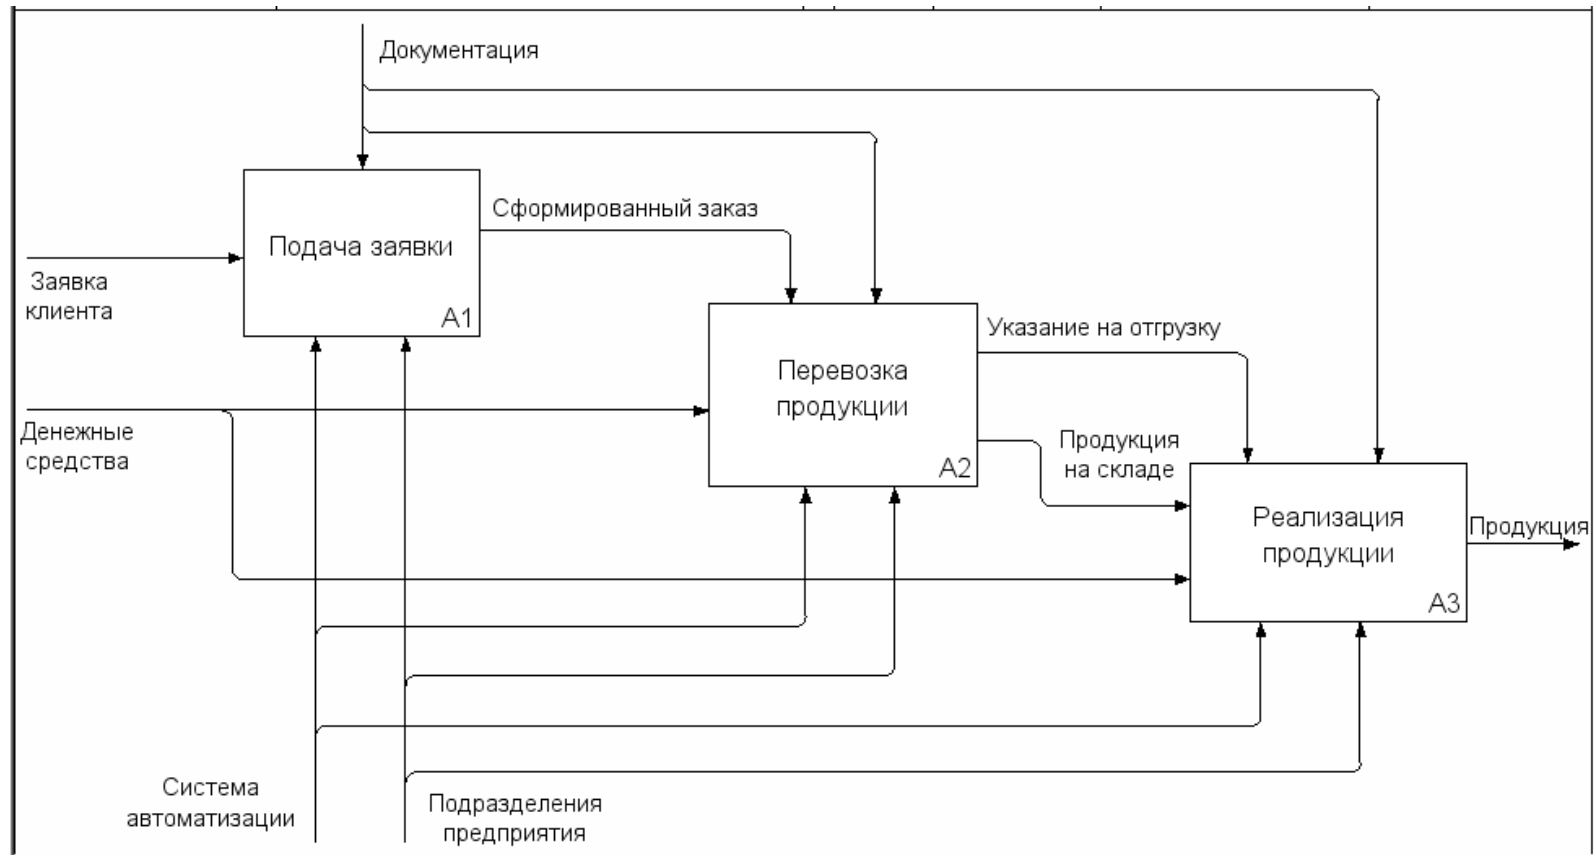 Документация
Сформированный заказ
Подача заявки
A1
Заявка
клиента
Указание на отгрузку
Перевозка
продукции
A2
Денежные
средства
Продукция
на складе
Реализация
продукции
A3
Продукция
Система
автоматизации
Подразделения
предприятия